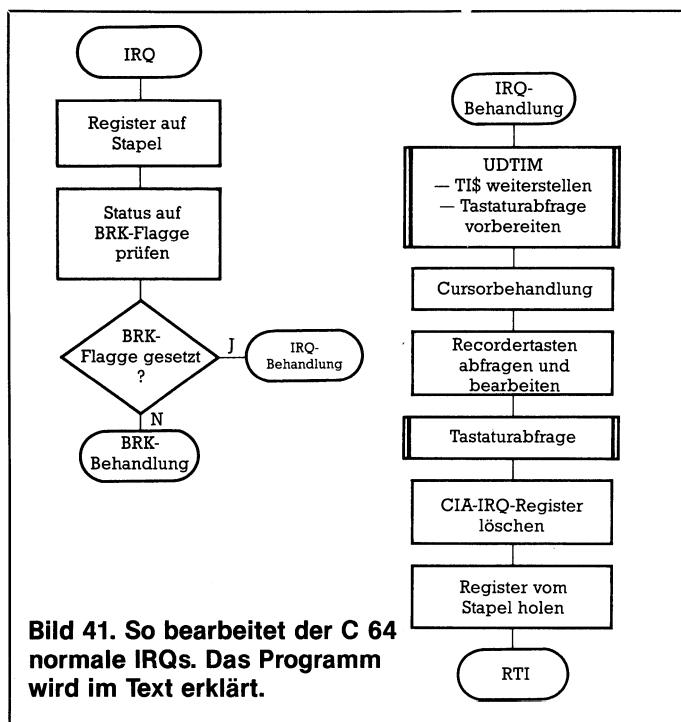 IRQ
Register auf
Stapel
Status auf
BRK-Flagge
prüfen
BRK-
Flagge gesetzt
?
J
IRQ-
Behandlung
N
BRK-
Behandlung
IRQ-
Behandlung
UDTIM
— TI$ weiterstellen
— Tastaturabfrage
vorbereiten
Cursorbehandlung
Recordertasten
abfragen und
bearbeiten
Tastaturabfrage
CIA-IRQ-Register
löschen
Register vom
Stapel holen
RTI
Bild 41. So bearbeitet der C 64
normale IRQs. Das Programm
wird im Text erklärt.